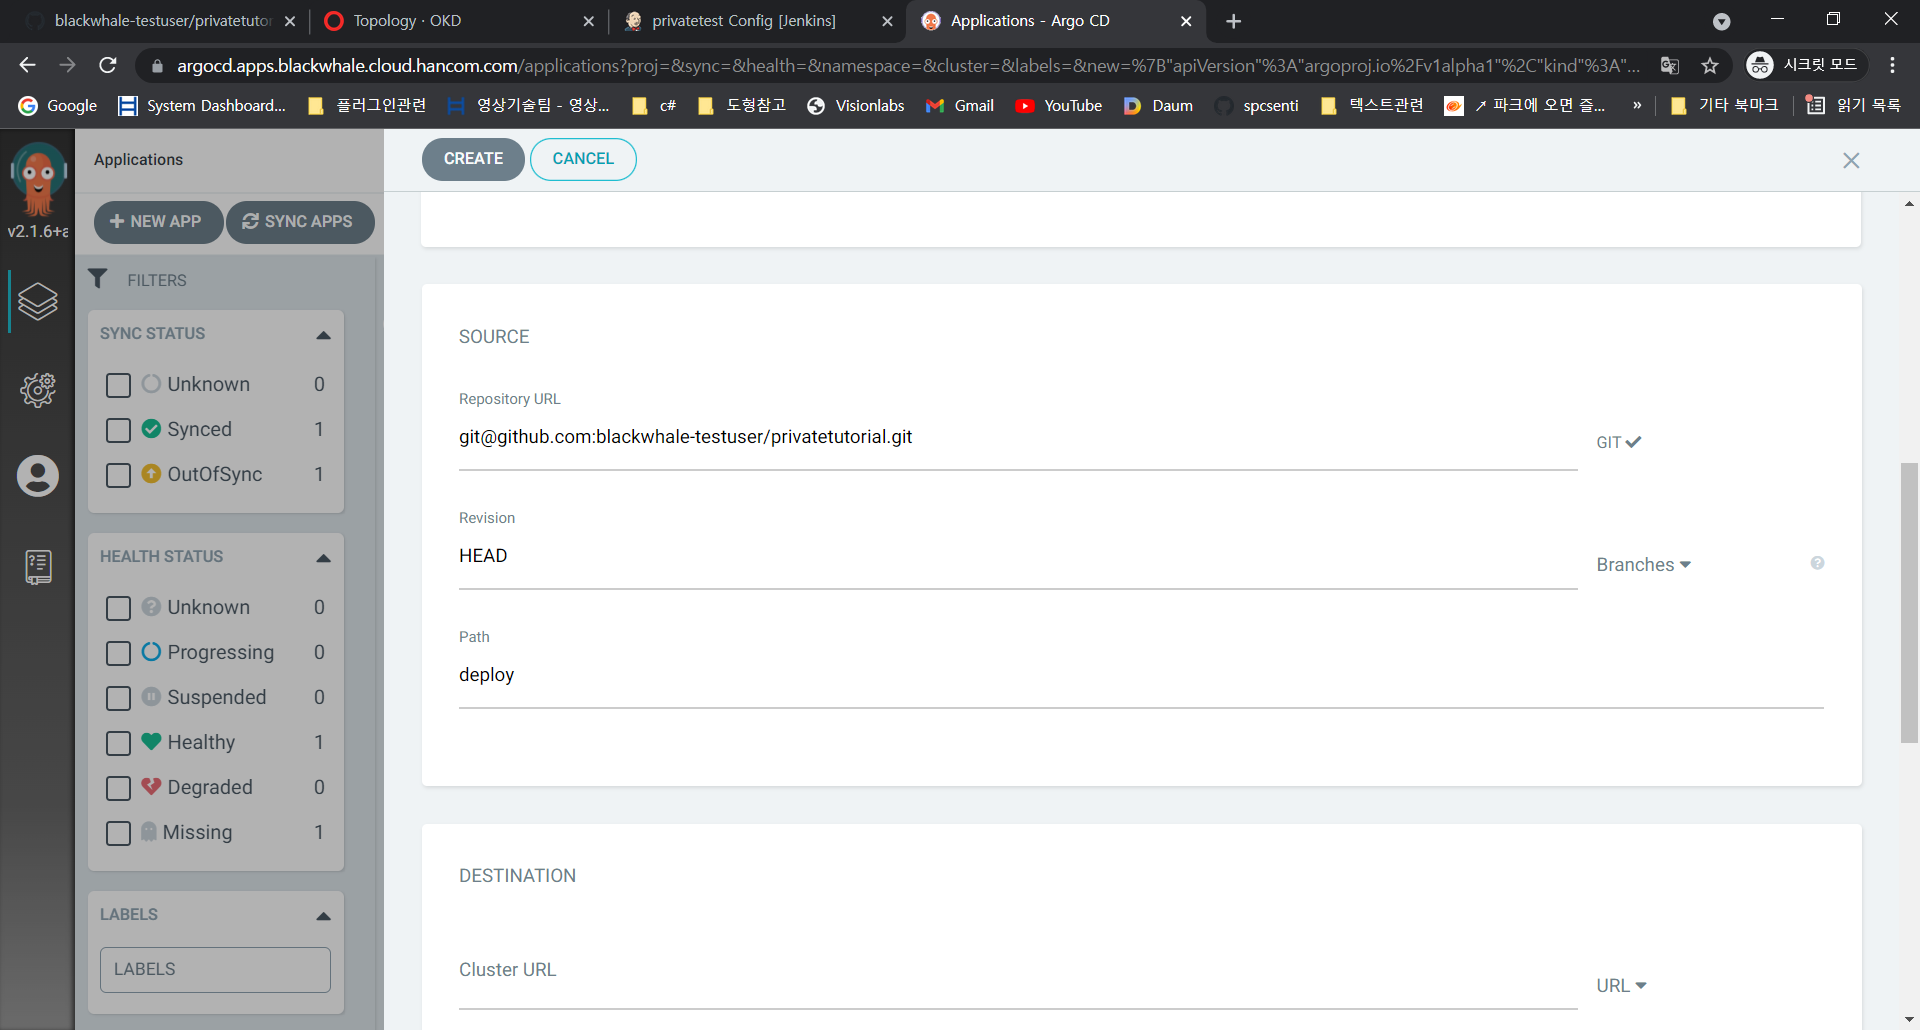 blackwhale-testuser/privatetutor
Topology · OKD
privatetest Config [Jenkins]
Applications - Argo CD
argocd.apps.blackwhale.cloud.hancom.com/applications?proj=&sync=&health=&namespace=&cluster=&labels=&new=%7B"apiVersion"%3A"argoproj.io%2Fv1alpha1"%2C"kind"%3A"...
시크릿 모드
Google
System Dashboard...
플러그인관련
영상기술팀 - 영상...
c#
도형참고
Visionlabs
Gmail
YouTube
Daum
spcsenti
텍스트관련
↗ 파크에 오면 즐...
»
기타 북마크
읽기 목록
v2.1.6+a
Applications
+ NEW APP
SYNC APPS
FILTERS
SYNC STATUS
Unknown 0
Synced 1
OutOfSync 1
HEALTH STATUS
Unknown 0
Progressing 0
Suspended 0
Healthy 1
Degraded 0
Missing 1
LABELS
LABELS
CREATE
CANCEL
SOURCE
Repository URL
git@github.com:blackwhale-testuser/privatetutorial.git
GIT
Revision
HEAD
Branches
Path
deploy
DESTINATION
Cluster URL
URL